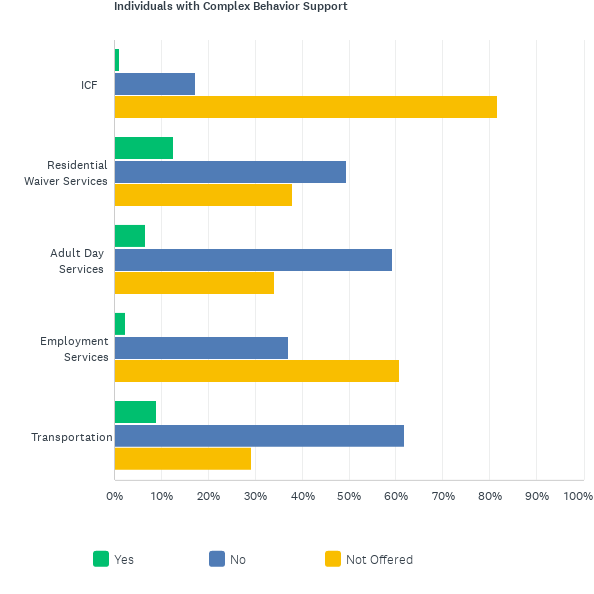 Individuals with Complex Behavior Support
ICF
Residential
Waiver Services
Adult Day
Services
Employment
Services
Transportation
0% 10% 20% 30% 40% 50% 60% 70% 80% 90% 100%
Yes No Not Offered